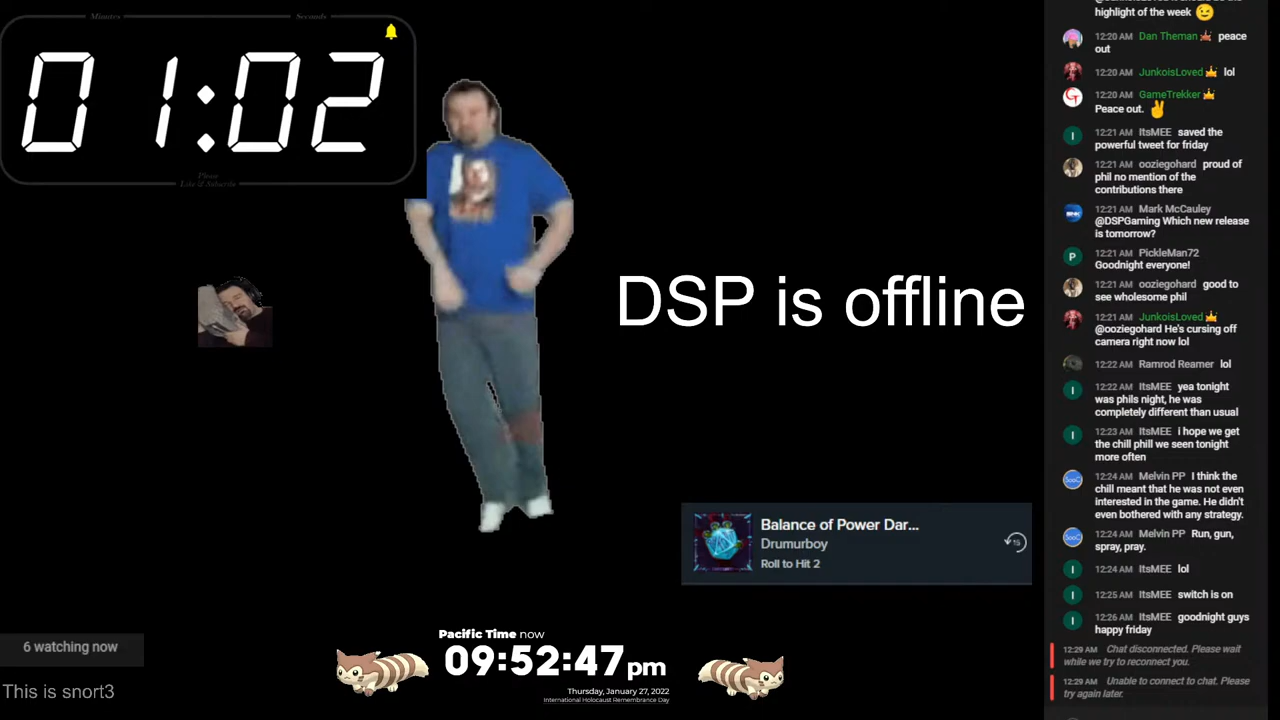 Minutes
Seconds
01:02
Please
Like & Subscribe
DSP is offline
Balance of Power Dar...
Drumurboy
Roll to Hit 2
15
6 watching now
This is snort3
Pacific Time now
09:52:47pm
Thursday, January 27, 2022
International Holocaust Remembrance Day
highlight of the week 😉
12:20 AM Dan Theman peace
out
12:20 AM JunkoisLoved lol
12:20 AM GameTrekker
Peace out. ✌
12:21 AM ItsMEE saved the
powerful tweet for friday
12:21 AM ooziegohard proud of
phil no mention of the
contributions there
12:21 AM Mark McCauley
@DSPGaming Which new release
is tomorrow?
12:21 AM PickleMan72
Goodnight everyone!
12:21 AM ooziegohard good to
see wholesome phil
12:21 AM JunkoisLoved
@ooziegohard He's cursing off
camera right now lol
12:22 AM Ramrod Reamer lol
12:22 AM ItsMEE yea tonight
was phils night, he was
completely different than usual
12:23 AM ItsMEE i hope we get
the chill phill we seen tonight
more often
12:24 AM Melvin PP I think the
chill meant that he was not even
interested in the game. He didn't
even bothered with any strategy.
12:24 AM Melvin PP Run, gun,
spray, pray.
12:24 AM ItsMEE lol
12:25 AM ItsMEE switch is on
12:26 AM ItsMEE goodnight guys
happy friday
12:29 AM Chat disconnected. Please wait
while we try to reconnect you.
12:29 AM Unable to connect to chat. Please
try again later.